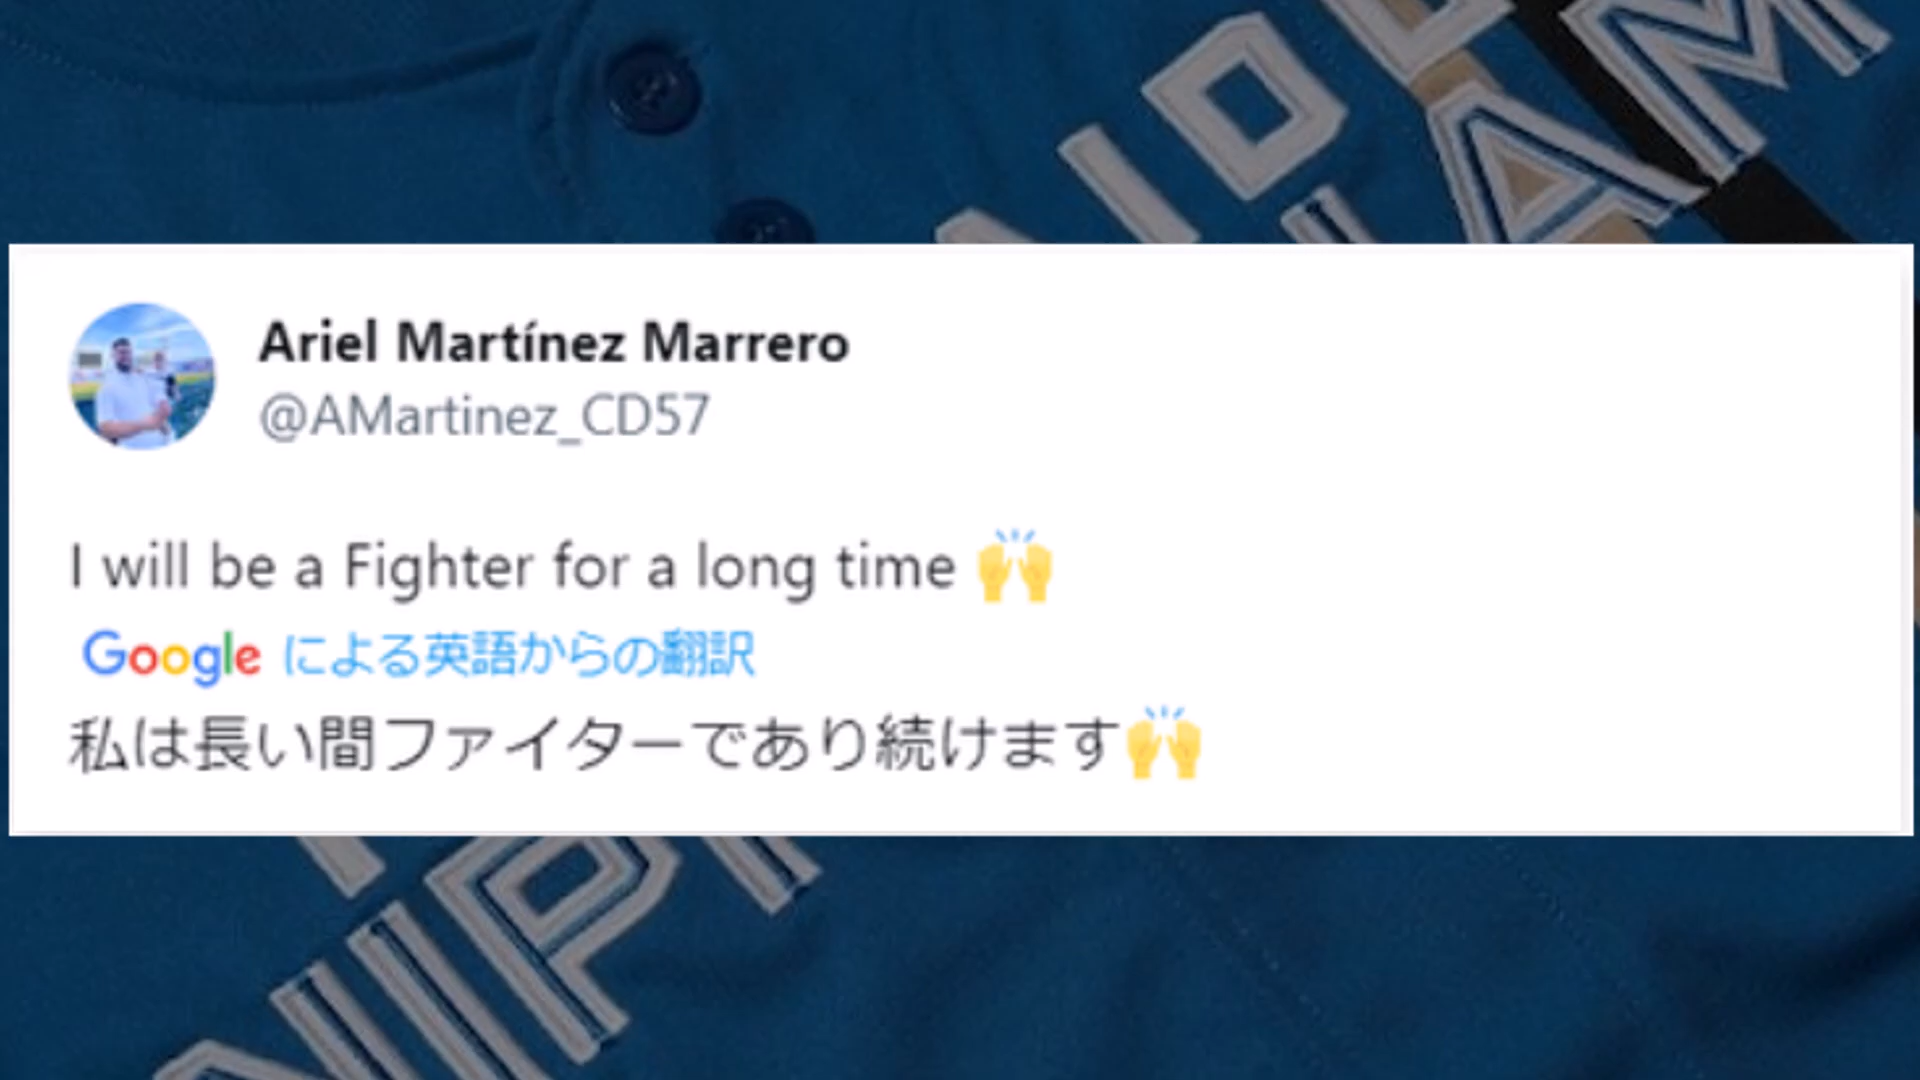 Ariel Martínez Marrero
@AMartinez_CD57
I will be a Fighter for a long time 🙌
Google による英語からの翻訳
私は長い間ファイターであり続けます🙌